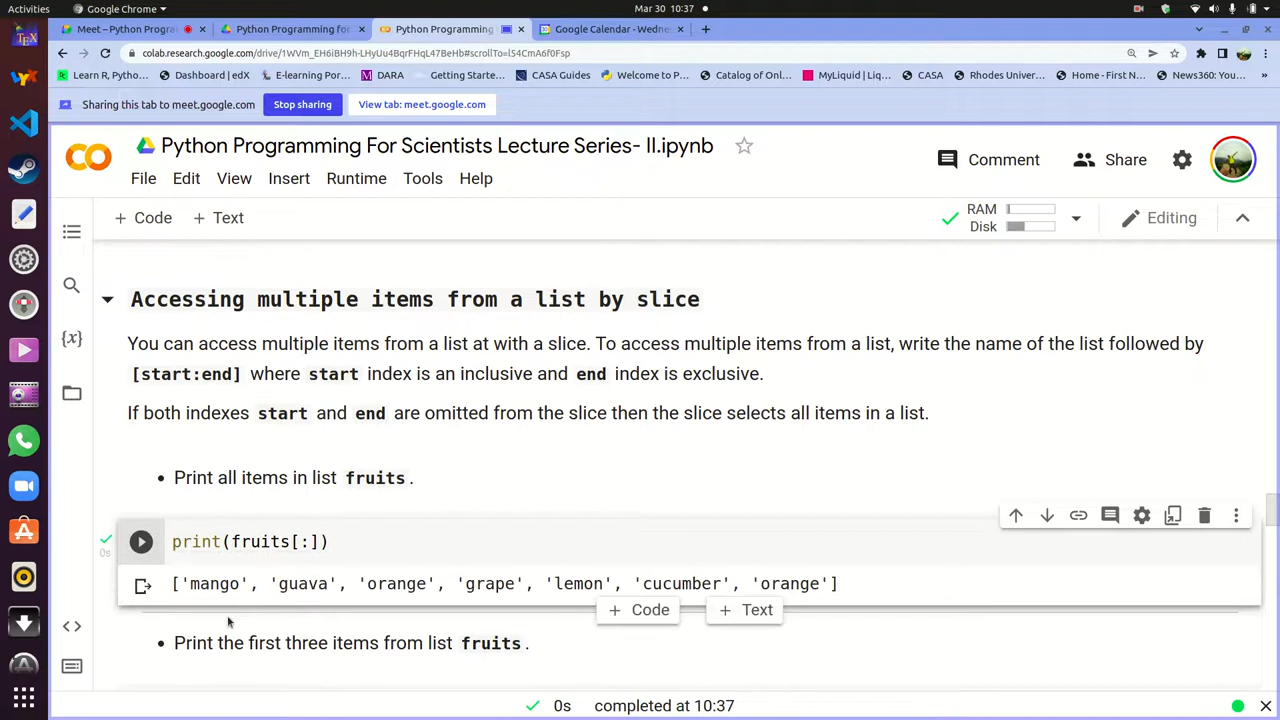 Activities
Google Chrome
Mar 30 10:37
Meet – Python Prog
Python Programming fo
Python Programming
Google Calendar - Wedne
colab.research.google.com/drive/1WVm_EH6iBH9h-LHyUu4BqrFHqL47BeHb#scrollTo=l54CmA6f0Fsp
Learn R, Pytho...
Dashboard | edX
E-learning Por...
DARA
Getting Starte...
CASA Guides
Welcome to P...
Catalog of Onl...
MyLiquid | Liq...
CASA
Rhodes Univer...
Home - First N...
News360: You...
Sharing this tab to meet.google.com
Stop sharing
View tab: meet.google.com
Python Programming For Scientists Lecture Series- II.ipynb
Comment
Share
File Edit View Insert Runtime Tools Help
+ Code + Text
RAM
Disk
Editing
Accessing multiple items from a list by slice
You can access multiple items from a list at with a slice. To access multiple items from a list, write the name of the list followed by
[start:end] where start index is an inclusive and end index is exclusive.
If both indexes start and end are omitted from the slice then the slice selects all items in a list.
• Print all items in list fruits.
0s
print(fruits[:])
['mango', 'guava', 'orange', 'grape', 'lemon', 'cucumber', 'orange']
+ Code + Text
• Print the first three items from list fruits.
0s completed at 10:37